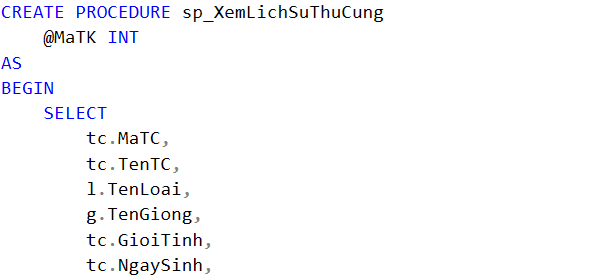 CREATE PROCEDURE sp_XemLichSuThuCung
    @MaTK INT
AS
BEGIN
    SELECT
        tc.MaTC,
        tc.TenTC,
        l.TenLoai,
        g.TenGiong,
        tc.GioiTinh,
        tc.NgaySinh,